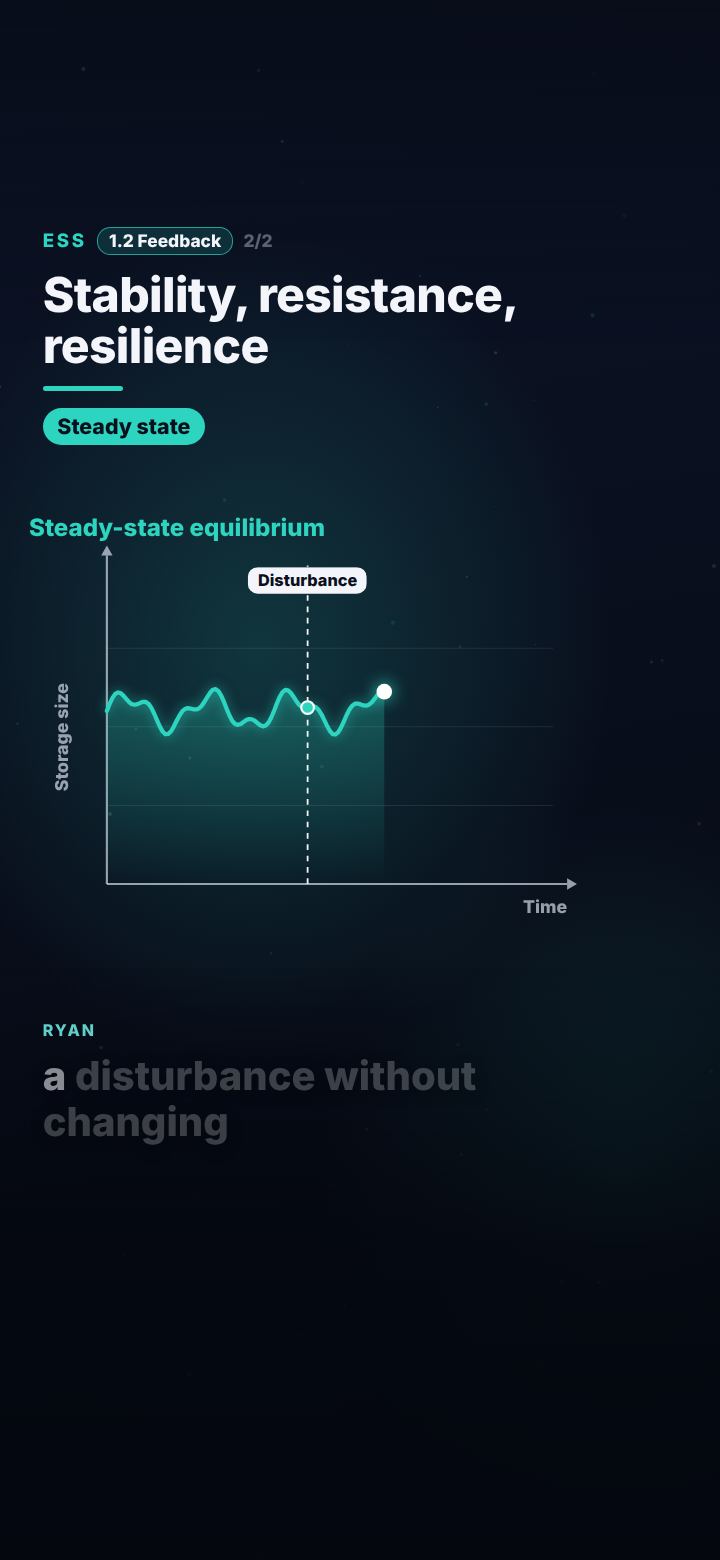 ESS 1.2 Feedback 2/2
Stability, resistance,
resilience
Steady state
Steady-state equilibrium
Disturbance
Storage size
Time
RYAN
a disturbance without
changing